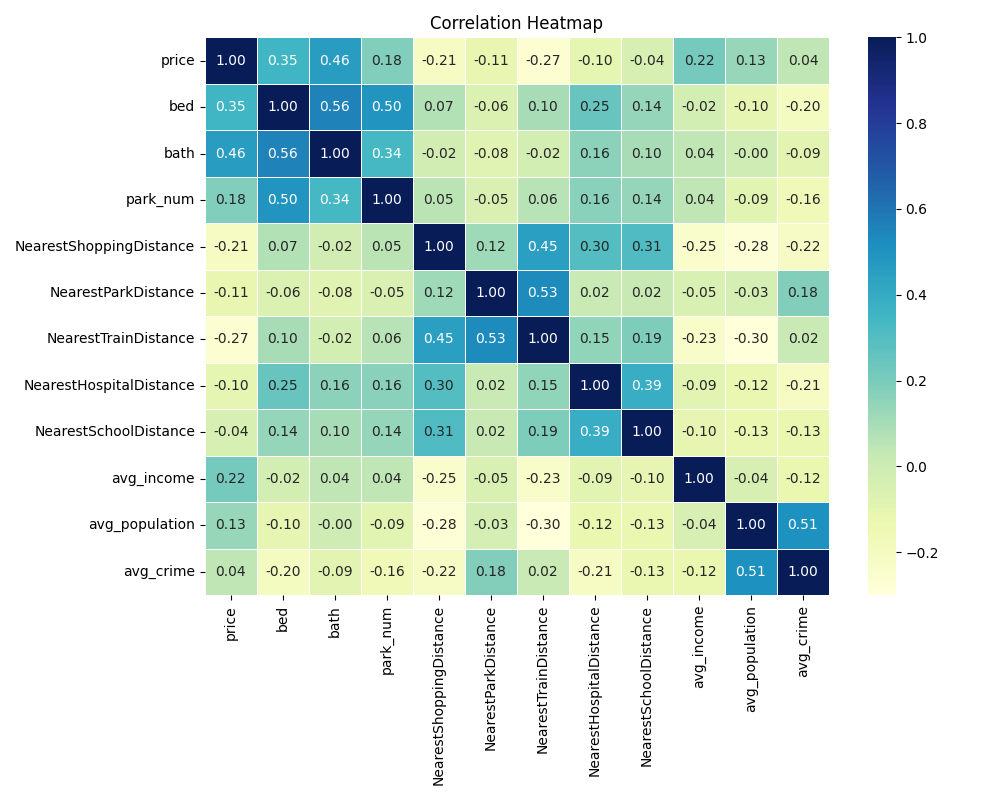 Correlation Heatmap
price 1.00 0.35 0.46 0.18 -0.21 -0.11 -0.27 -0.10 -0.04 0.22 0.13 0.04
bed 0.35 1.00 0.56 0.50 0.07 -0.06 0.10 0.25 0.14 -0.02 -0.10 -0.20
bath 0.46 0.56 1.00 0.34 -0.02 -0.08 -0.02 0.16 0.10 0.04 -0.00 -0.09
park_num 0.18 0.50 0.34 1.00 0.05 -0.05 0.06 0.16 0.14 0.04 -0.09 -0.16
NearestShoppingDistance -0.21 0.07 -0.02 0.05 1.00 0.12 0.45 0.30 0.31 -0.25 -0.28 -0.22
NearestParkDistance -0.11 -0.06 -0.08 -0.05 0.12 1.00 0.53 0.02 0.02 -0.05 -0.03 0.18
NearestTrainDistance -0.27 0.10 -0.02 0.06 0.45 0.53 1.00 0.15 0.19 -0.23 -0.30 0.02
NearestHospitalDistance -0.10 0.25 0.16 0.16 0.30 0.02 0.15 1.00 0.39 -0.09 -0.12 -0.21
NearestSchoolDistance -0.04 0.14 0.10 0.14 0.31 0.02 0.19 0.39 1.00 -0.10 -0.13 -0.13
avg_income 0.22 -0.02 0.04 0.04 -0.25 -0.05 -0.23 -0.09 -0.10 1.00 -0.04 -0.12
avg_population 0.13 -0.10 -0.00 -0.09 -0.28 -0.03 -0.30 -0.12 -0.13 -0.04 1.00 0.51
avg_crime 0.04 -0.20 -0.09 -0.16 -0.22 0.18 0.02 -0.21 -0.13 -0.12 0.51 1.00
price
bed
bath
park_num
NearestShoppingDistance
NearestParkDistance
NearestTrainDistance
NearestHospitalDistance
NearestSchoolDistance
avg_income
avg_population
avg_crime
1.0
0.8
0.6
0.4
0.2
0.0
−0.2